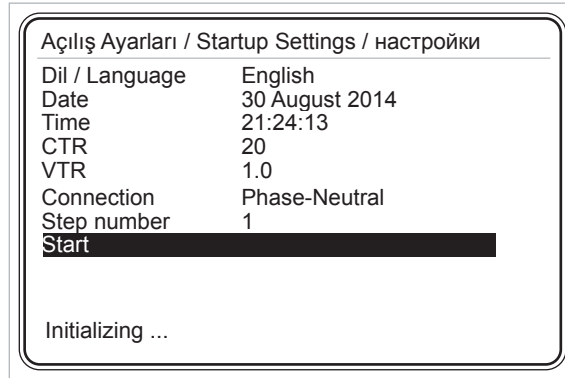 Açılış Ayarları / Startup Settings / настройки
Dil / Language English
Date 30 August 2014
Time 21:24:13
CTR 20
VTR 1.0
Connection Phase-Neutral
Step number 1
Start
Initializing ...